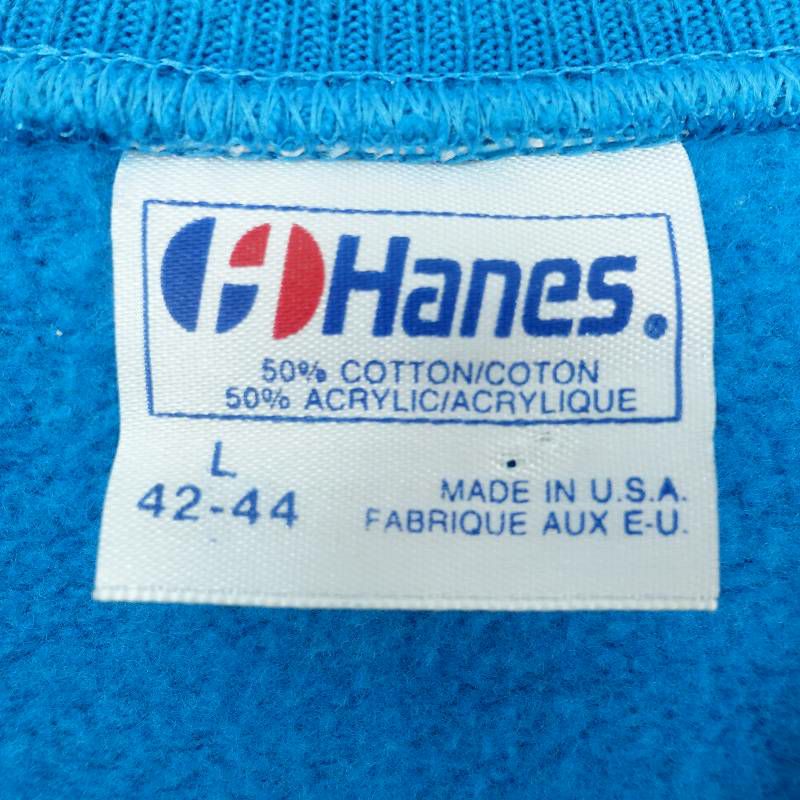 Hanes.
50% COTTON/COTON
50% ACRYLIC/ACRYLIQUE
L
42-44
MADE IN U.S.A.
FABRIQUE AUX E-U.